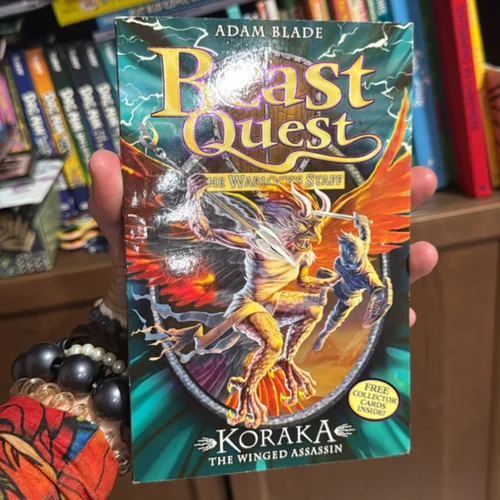 ADAM BLADE
Beast
Quest
THE WARLOCK'S STAFF
FREE
COLLECTOR
CARDS
INSIDE!
KORAKA
THE WINGED ASSASSIN